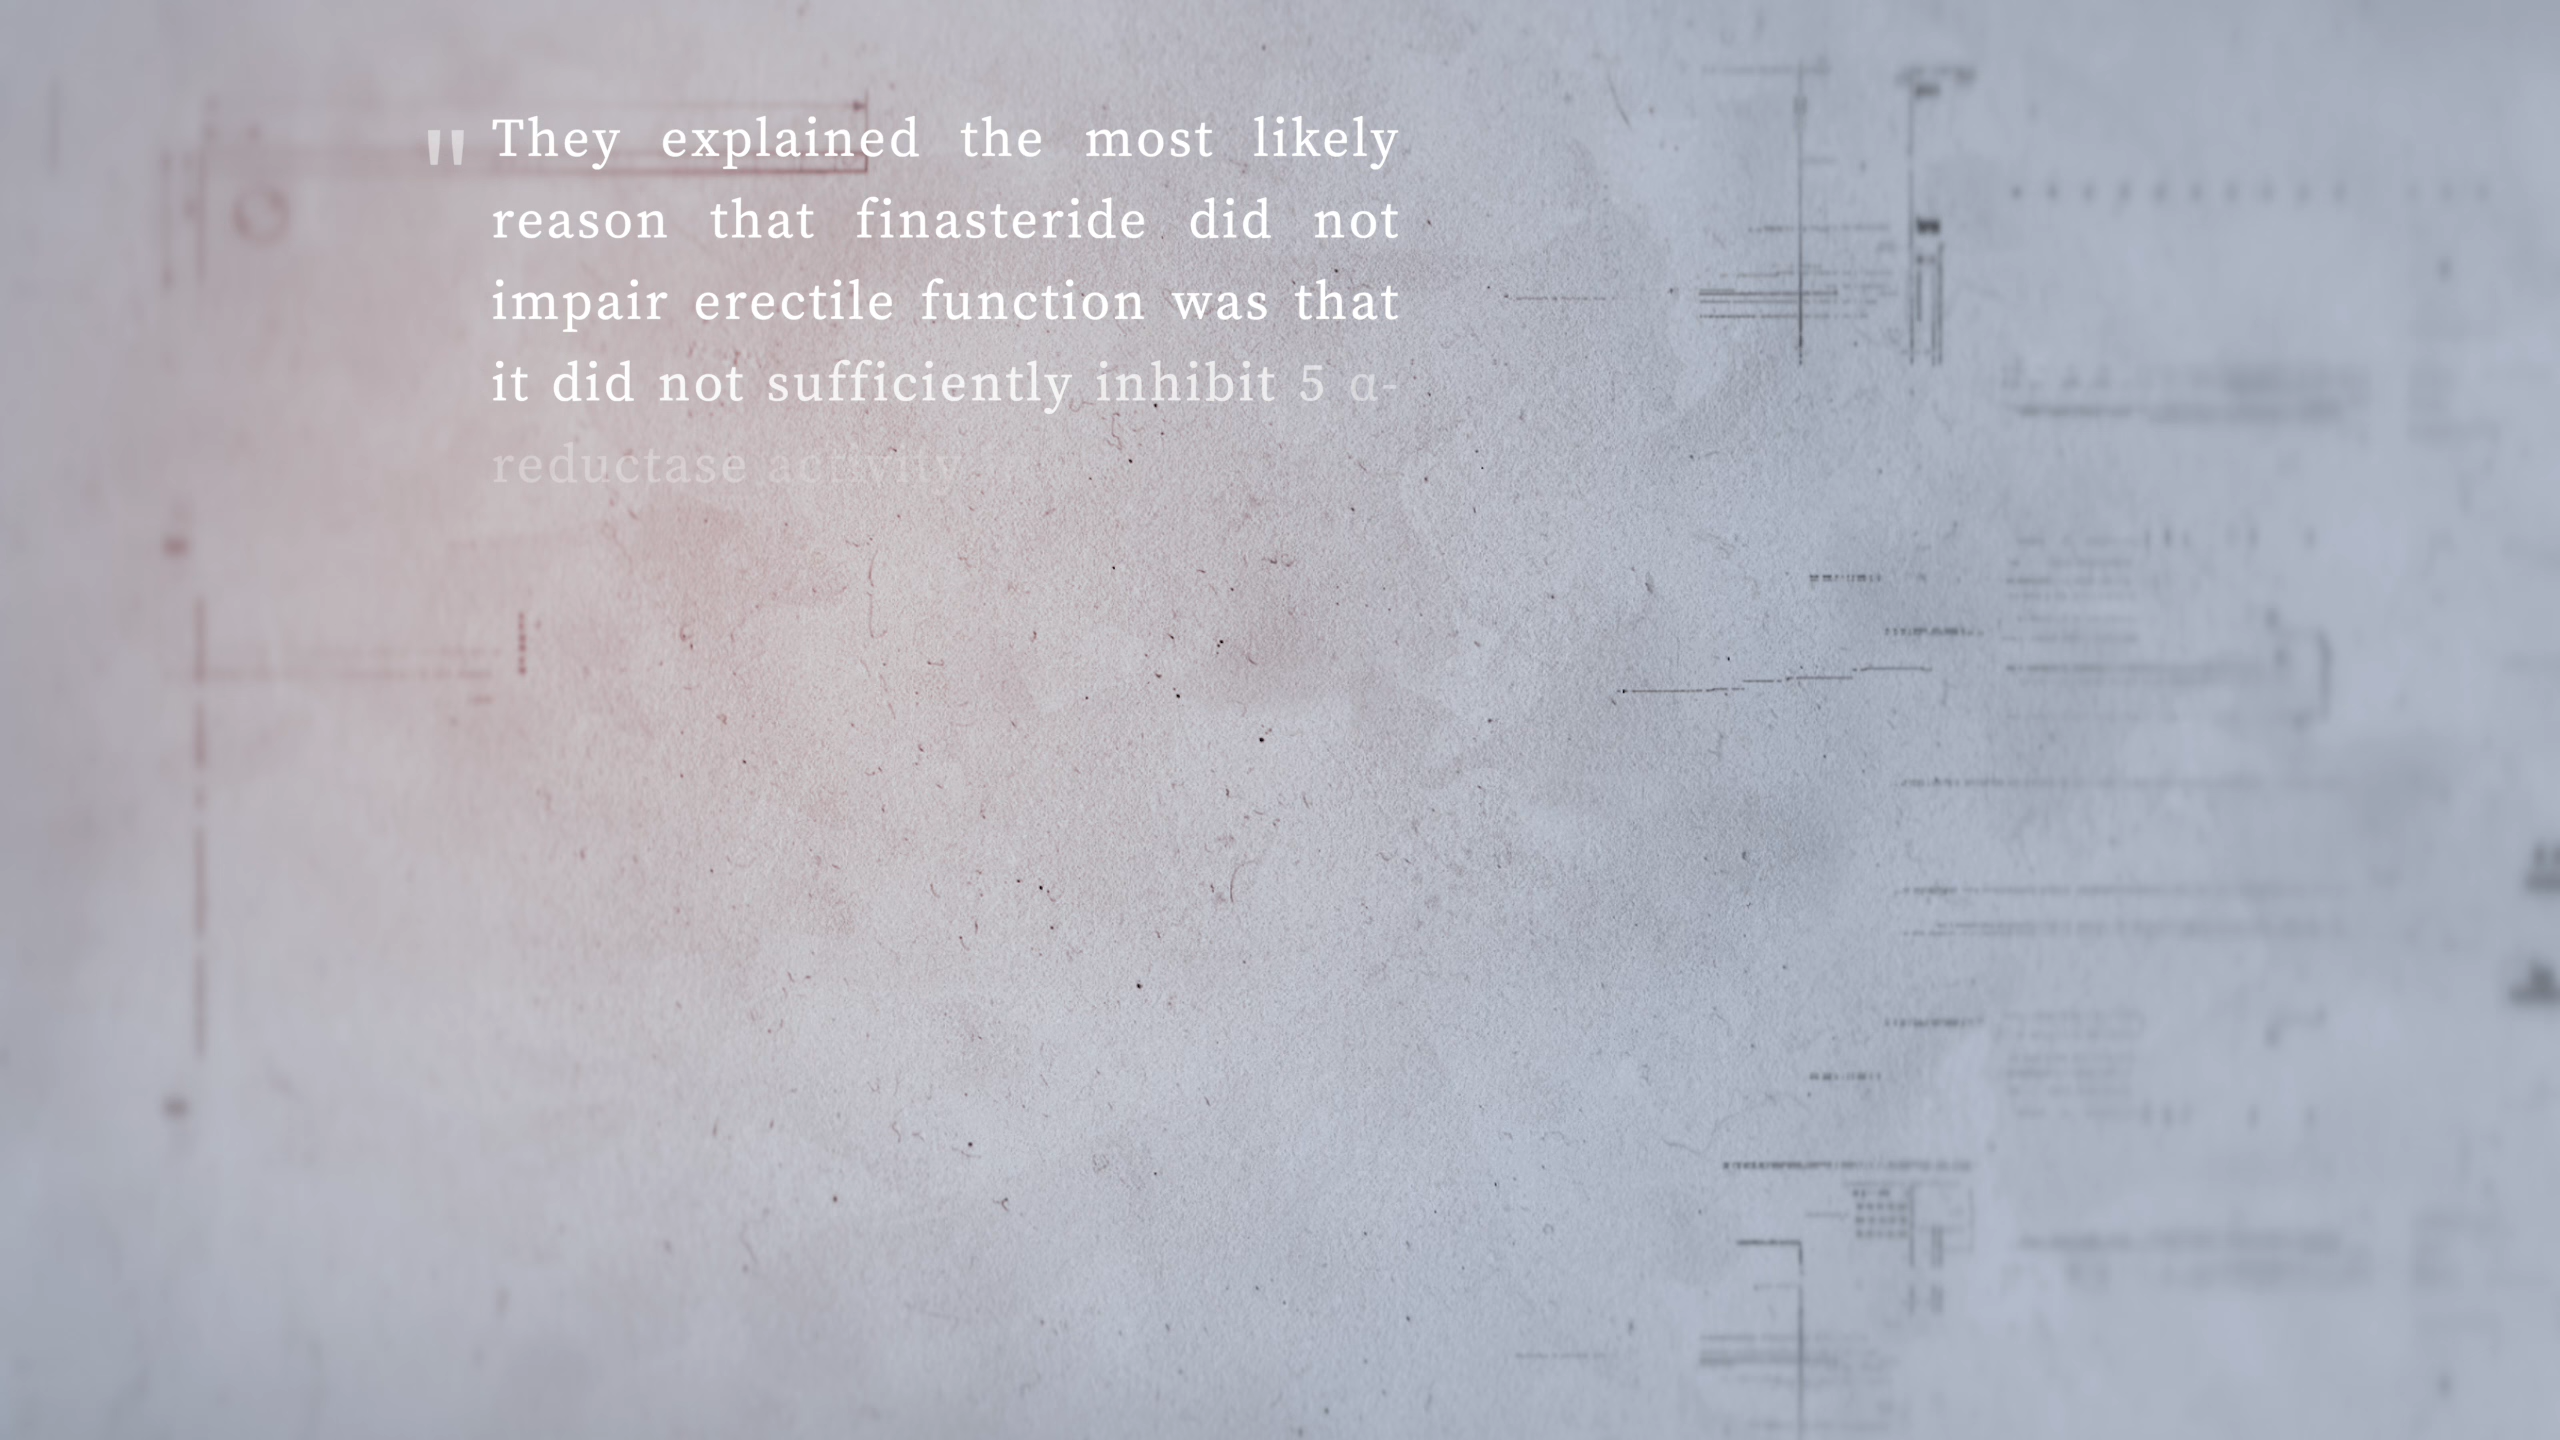 " They explained the most likely
reason that finasteride did not
impair erectile function was that
it did not sufficiently inhibit 5 α-
reductase activity